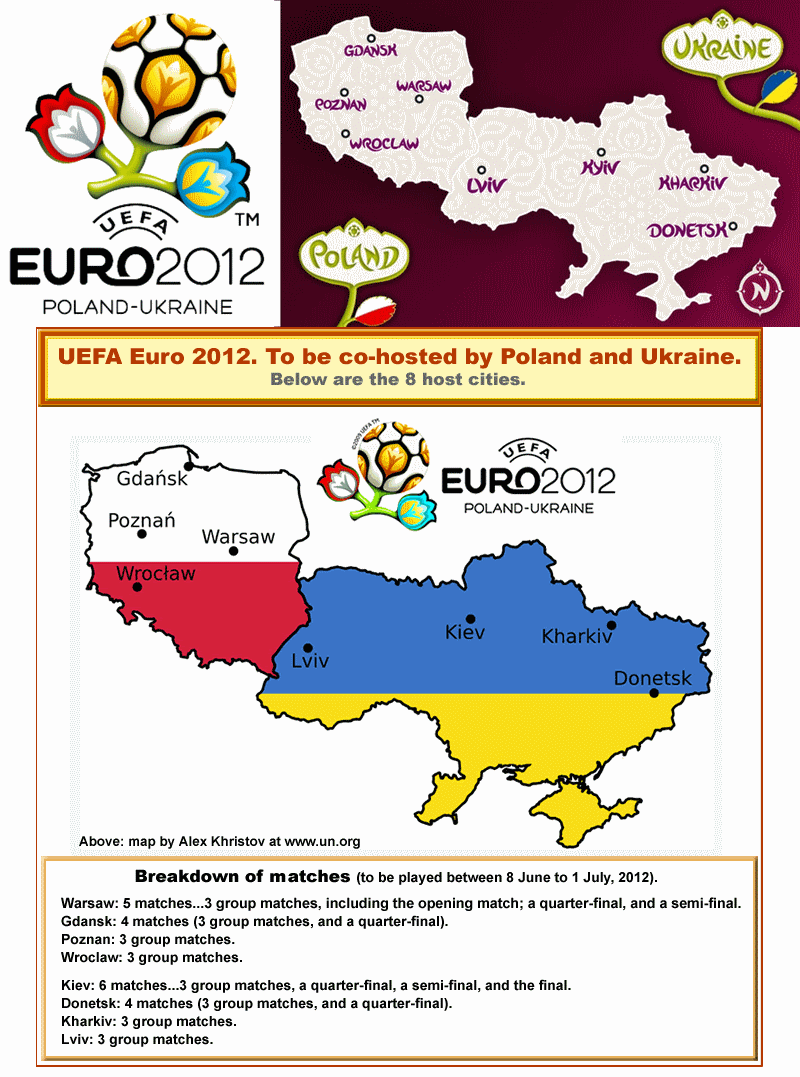 UEFA
TM
EURO2012
POLAND-UKRAINE
GDANSK
POZNAN
WARSAW
WROCLAW
LVIV
KYIV
KHARKIV
DONETSK
UKRAINE
POLAND
N
UEFA Euro 2012. To be co-hosted by Poland and Ukraine.
Below are the 8 host cities.
©2009 UEFA TM
UEFA
EURO2012
POLAND-UKRAINE
Gdańsk
Poznań
Warsaw
Wrocław
Lviv
Kiev
Kharkiv
Donetsk
Above: map by Alex Khristov at www.un.org
Breakdown of matches (to be played between 8 June to 1 July, 2012).
Warsaw: 5 matches...3 group matches, including the opening match; a quarter-final, and a semi-final.
Gdansk: 4 matches (3 group matches, and a quarter-final).
Poznan: 3 group matches.
Wroclaw: 3 group matches.
Kiev: 6 matches...3 group matches, a quarter-final, a semi-final, and the final.
Donetsk: 4 matches (3 group matches, and a quarter-final).
Kharkiv: 3 group matches.
Lviv: 3 group matches.